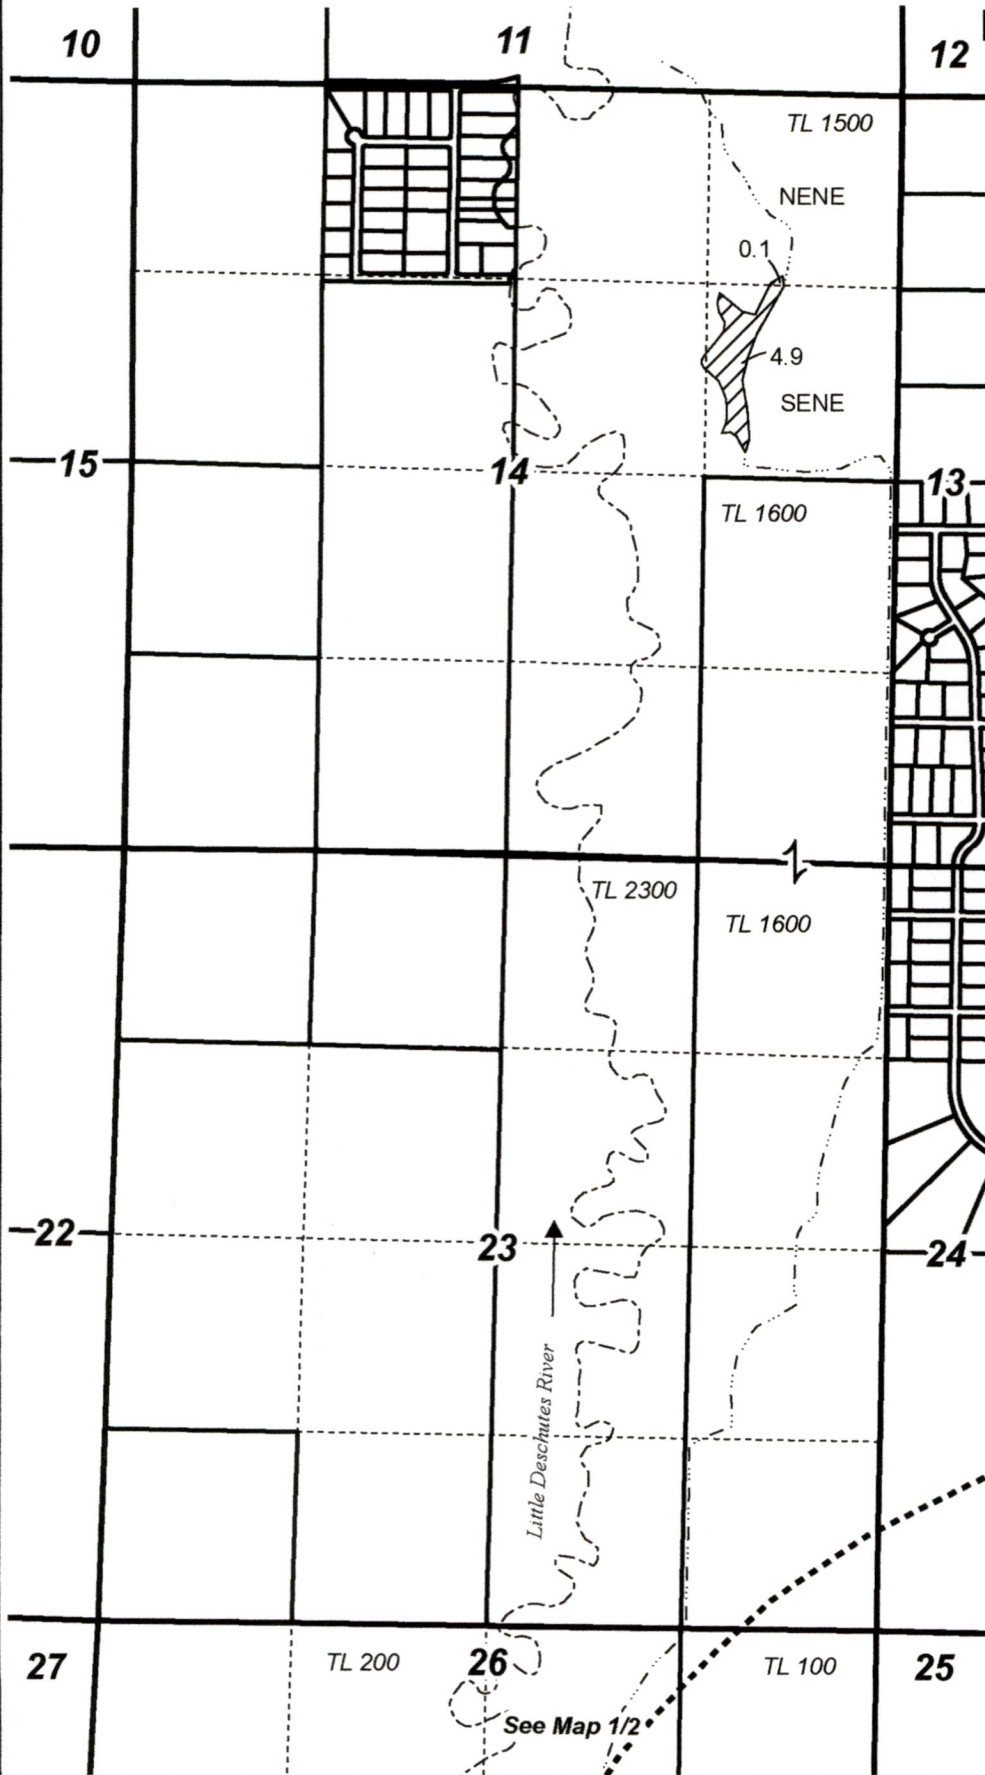 10
11
12
TL 1500
NENE
0.1
4.9
SENE
15
14
13
TL 1600
TL 2300
TL 1600
22
23
24
Little Deschutes River
27
TL 200
26
TL 100
25
See Map 1/2